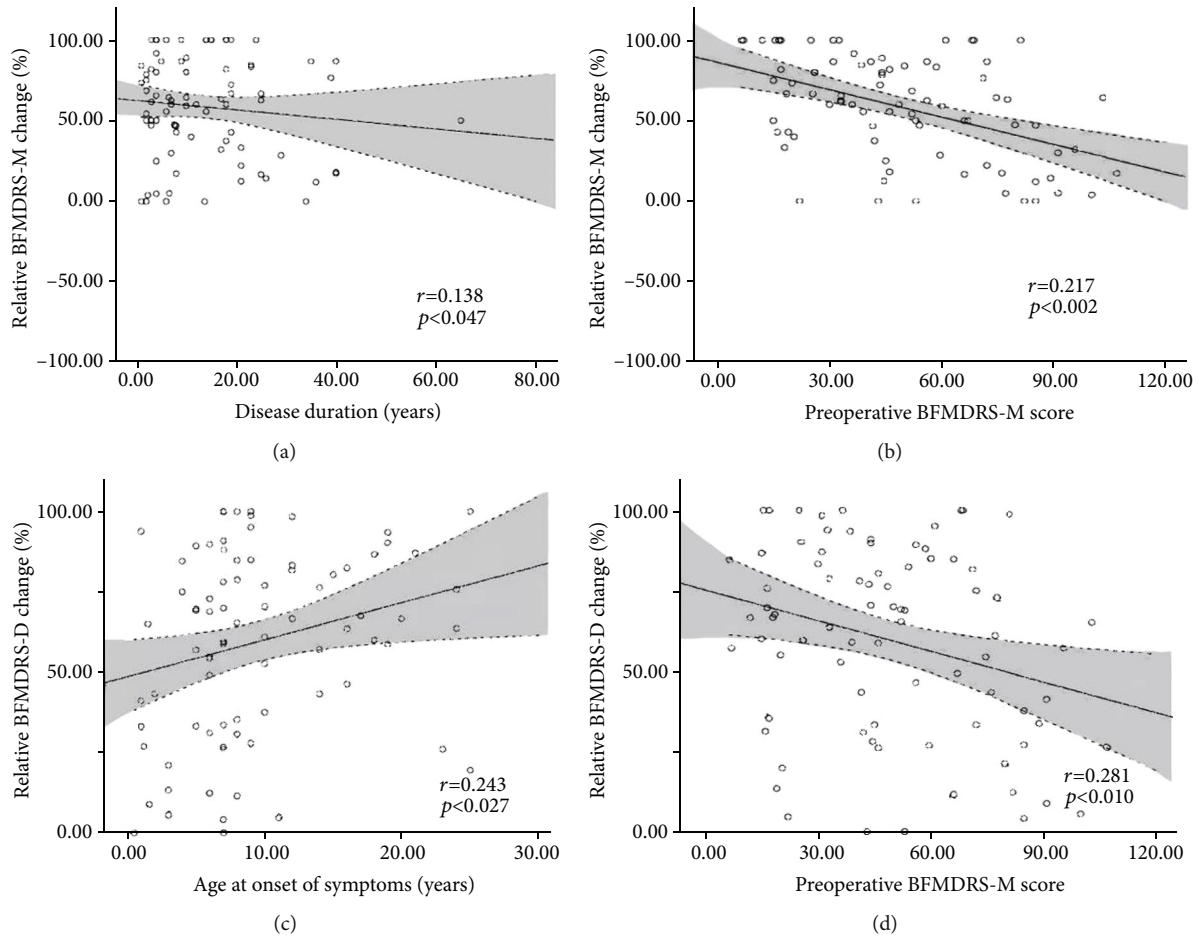 Relative BFMDRS-M change (%)
100.00
50.00
0.00
−50.00
−100.00
r=0.138
p<0.047
0.00 20.00 40.00 60.00 80.00
Disease duration (years)
(a)
Relative BFMDRS-M change (%)
100.00
50.00
0.00
−50.00
−100.00
r=0.217
p<0.002
0.00 30.00 60.00 90.00 120.00
Preoperative BFMDRS-M score
(b)
Relative BFMDRS-D change (%)
100.00
50.00
0.00
r=0.243
p<0.027
0.00 10.00 20.00 30.00
Age at onset of symptoms (years)
(c)
Relative BFMDRS-D change (%)
100.00
50.00
0.00
r=0.281
p<0.010
0.00 30.00 60.00 90.00 120.00
Preoperative BFMDRS-M score
(d)